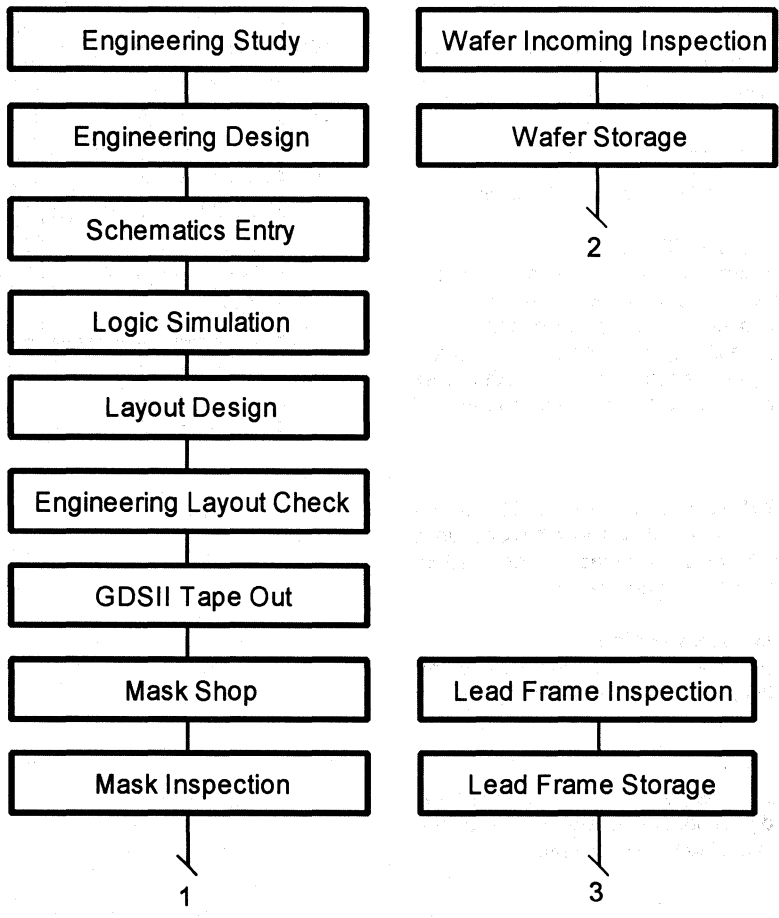 Engineering Study
Engineering Design
Schematics Entry
Logic Simulation
Layout Design
Engineering Layout Check
GDSII Tape Out
Mask Shop
Mask Inspection
1
Wafer Incoming Inspection
Wafer Storage
2
Lead Frame Inspection
Lead Frame Storage
3